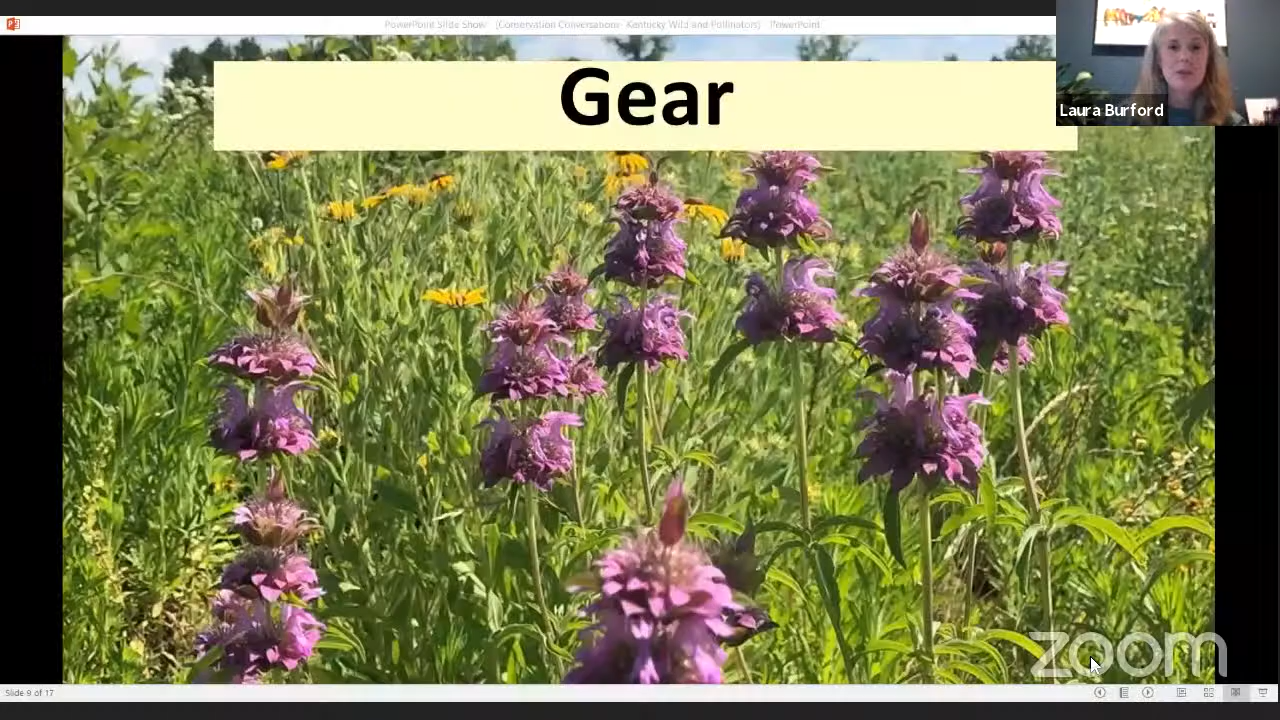 PowerPoint Slide Show - (Conservation Conversations- Kentucky Wild and Pollinators) - PowerPoint
Gear
Laura Burford
zoom
Slide 9 of 17